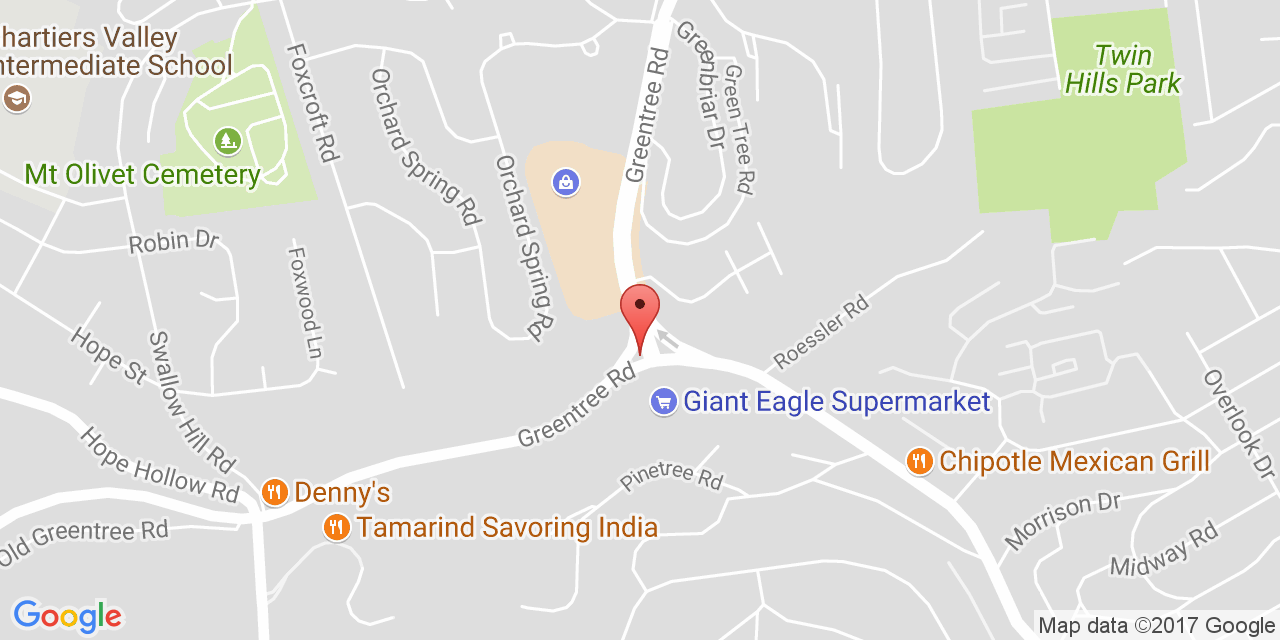 hartiers Valley
ntermediate School
Mt Olivet Cemetery
Foxcroft Rd
Orchard Spring Rd
Orchard Spring Rd
Greentree Rd
Greenbriar Dr
Green Tree Rd
Twin
Hills Park
Robin Dr
Foxwood Ln
Hope St
Swallow Hill Rd
Roessler Rd
Greentree Rd
Giant Eagle Supermarket
Overlook Dr
Hope Hollow Rd
Pinetree Rd
Chipotle Mexican Grill
Denny's
Tamarind Savoring India
Old Greentree Rd
Morrison Dr
Midway Rd
Google
Map data ©2017 Google